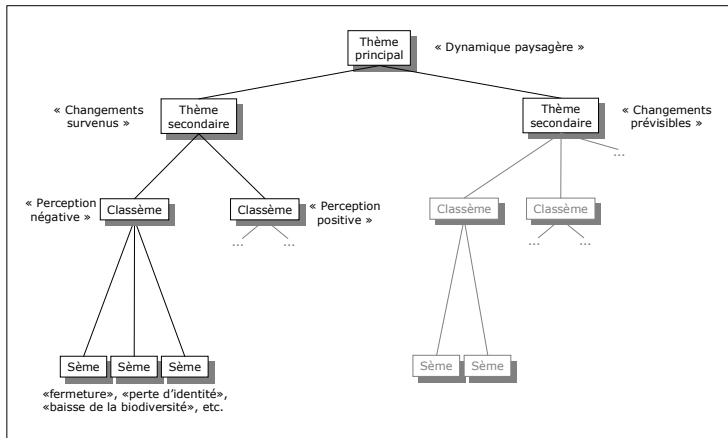 Thème
principal
« Dynamique paysagère »
« Changements
survenus »
Thème
secondaire
Thème
secondaire
« Changements
prévisibles »
...
« Perception
négative »
Classème
Classème
« Perception
positive »
Classème
Classème
...
...
...
...
Sème
Sème
Sème
Sème
Sème
«fermeture», «perte d’identité»,
«baisse de la biodiversité», etc.